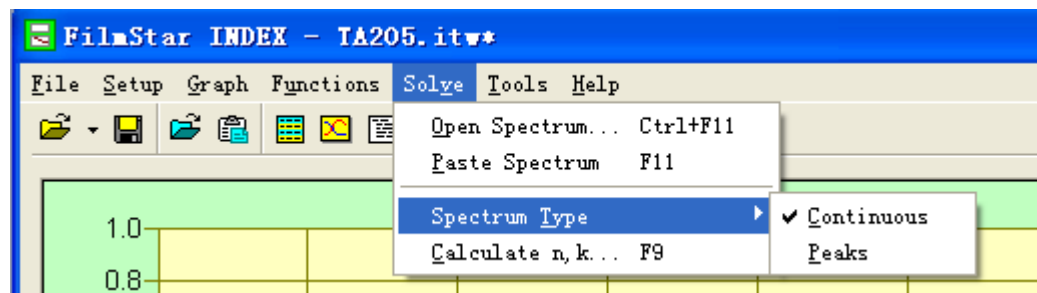 FilmStar INDEX - TA205.itw*
File Setup Graph Functions Solve Tools Help
Open Spectrum... Ctrl+F11
Paste Spectrum F11
Spectrum Type
Continuous
Calculate n,k... F9
Peaks
1.0
0.8